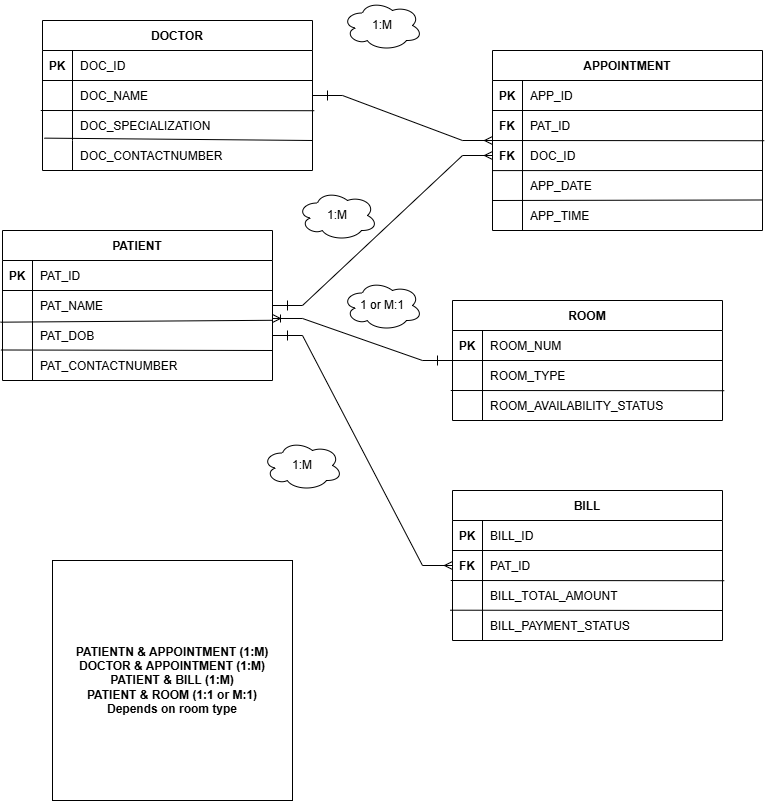 1:M
DOCTOR
PK DOC_ID
DOC_NAME
DOC_SPECIALIZATION
DOC_CONTACTNUMBER
APPOINTMENT
PK APP_ID
FK PAT_ID
FK DOC_ID
APP_DATE
APP_TIME
1:M
PATIENT
PK PAT_ID
PAT_NAME
PAT_DOB
PAT_CONTACTNUMBER
1 or M:1
ROOM
PK ROOM_NUM
ROOM_TYPE
ROOM_AVAILABILITY_STATUS
1:M
BILL
PK BILL_ID
FK PAT_ID
BILL_TOTAL_AMOUNT
BILL_PAYMENT_STATUS
PATIENTN & APPOINTMENT (1:M)
DOCTOR & APPOINTMENT (1:M)
PATIENT & BILL (1:M)
PATIENT & ROOM (1:1 or M:1)
Depends on room type